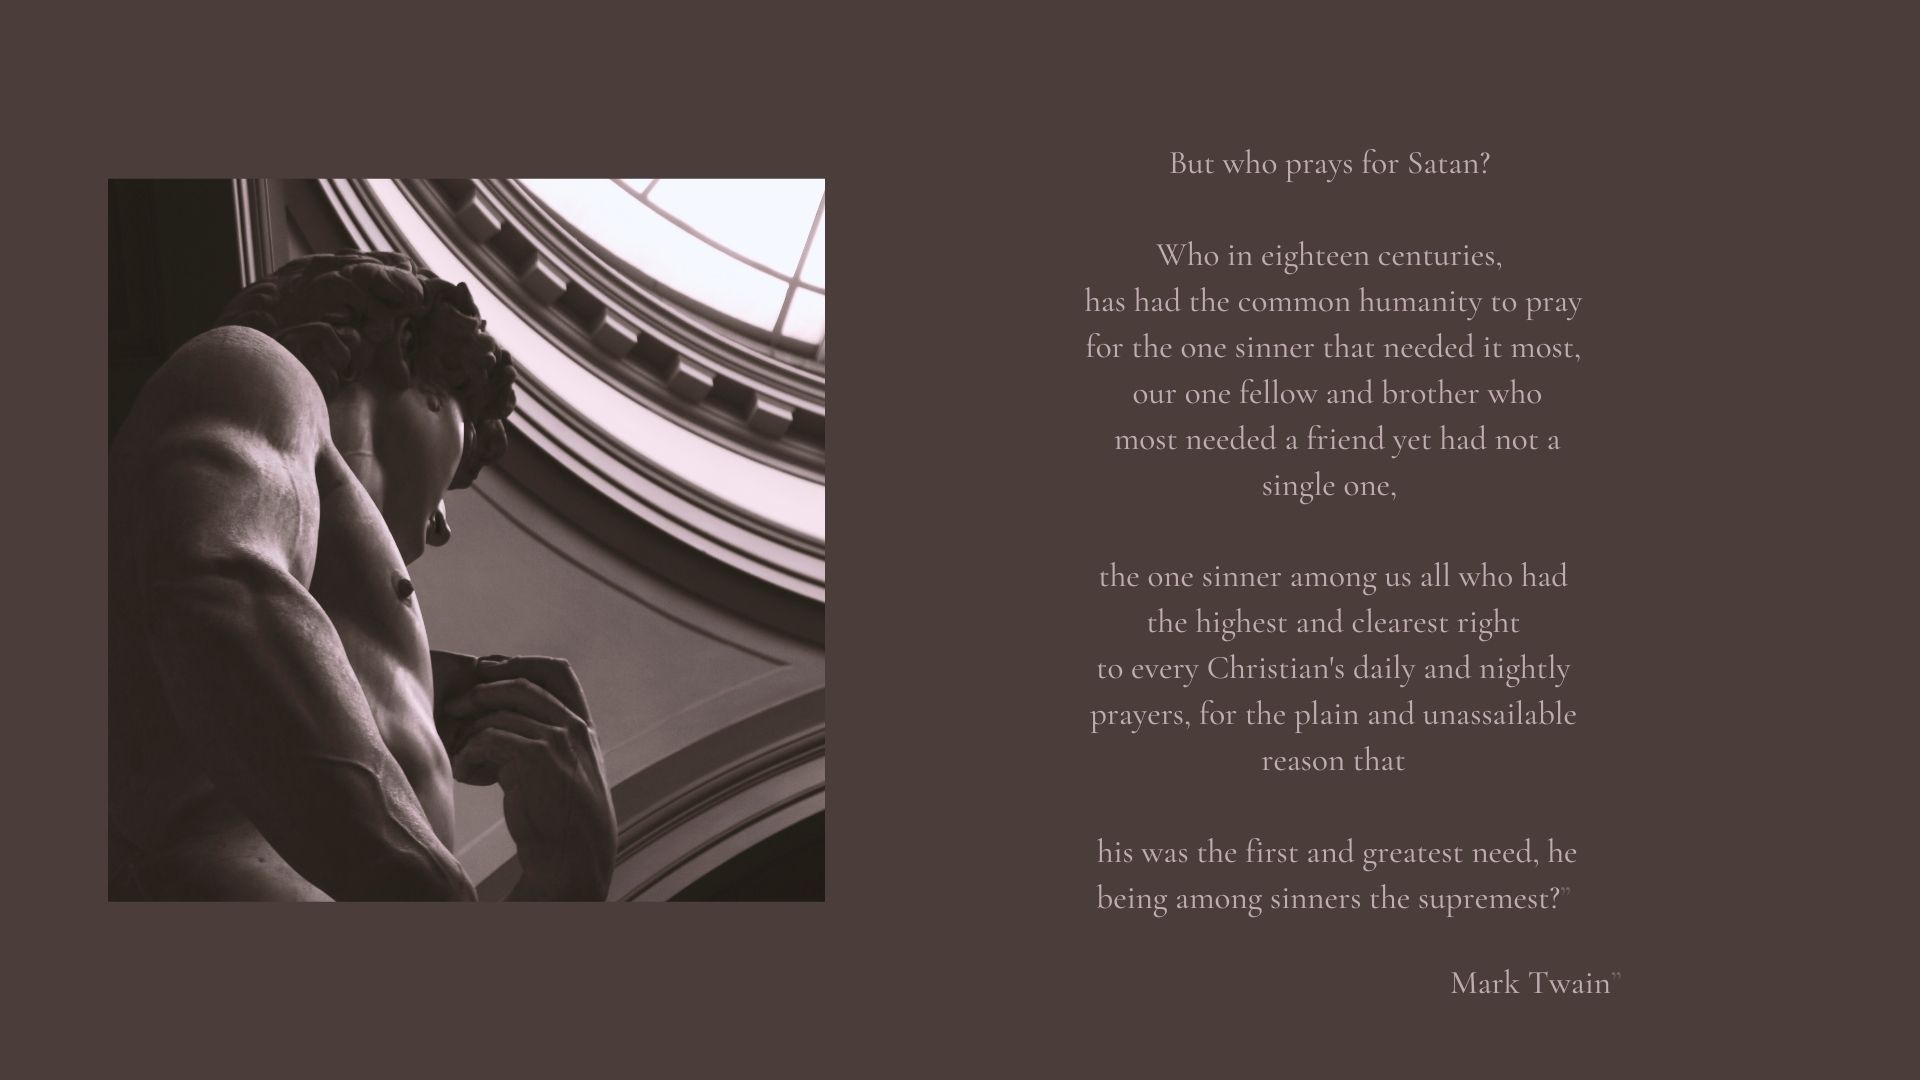 But who prays for Satan?
Who in eighteen centuries,
has had the common humanity to pray
for the one sinner that needed it most,
our one fellow and brother who
most needed a friend yet had not a
single one,
the one sinner among us all who had
the highest and clearest right
to every Christian's daily and nightly
prayers, for the plain and unassailable
reason that
his was the first and greatest need, he
being among sinners the supremest?”
Mark Twain”